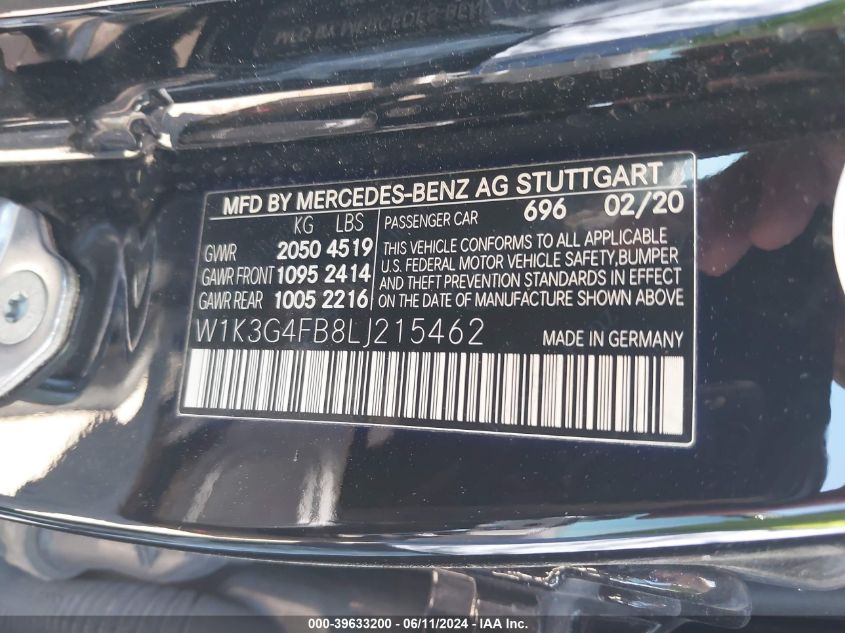 MFD BY MERCEDES-BENZ AG STUTTGART
KG LBS PASSENGER CAR 696 02/20
GVWR 2050 4519
GAWR FRONT 1095 2414
GAWR REAR 1005 2216
THIS VEHICLE CONFORMS TO ALL APPLICABLE
U.S. FEDERAL MOTOR VEHICLE SAFETY,BUMPER
AND THEFT PREVENTION STANDARDS IN EFFECT
ON THE DATE OF MANUFACTURE SHOWN ABOVE
W1K3G4FB8LJ215462 MADE IN GERMANY
000-39633200 - 06/11/2024 - IAA Inc.